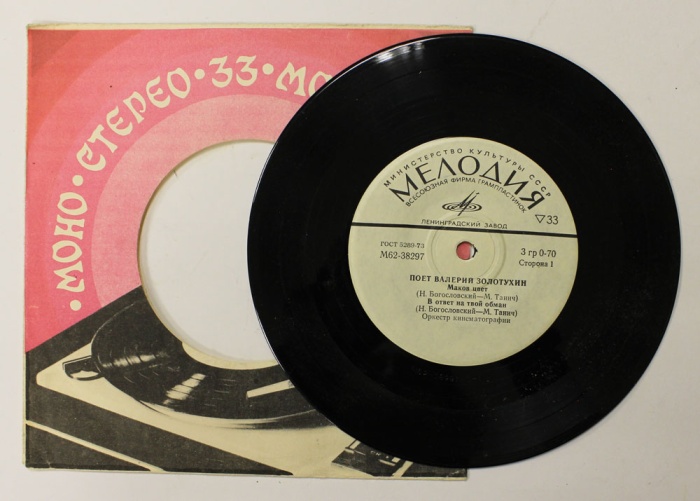 • МОНО • СТЕРЕО • 33 • МО
МИНИСТЕРСТВО КУЛЬТУРЫ СССР
МЕЛОДИЯ
ВСЕСОЮЗНАЯ ФИРМА ГРАМПЛАСТИНОК
▽33
ЛЕНИНГРАДСКИЙ ЗАВОД
ГОСТ 5289-73
М62-38297
3 гр 0-70
Сторона 1
ПОЕТ ВАЛЕРИЙ ЗОЛОТУХИН
Маков цвет
(Н. Богословский—М. Танич)
В ответ на твой обман
(Н. Богословский—М. Танич)
Оркестр кинематографии